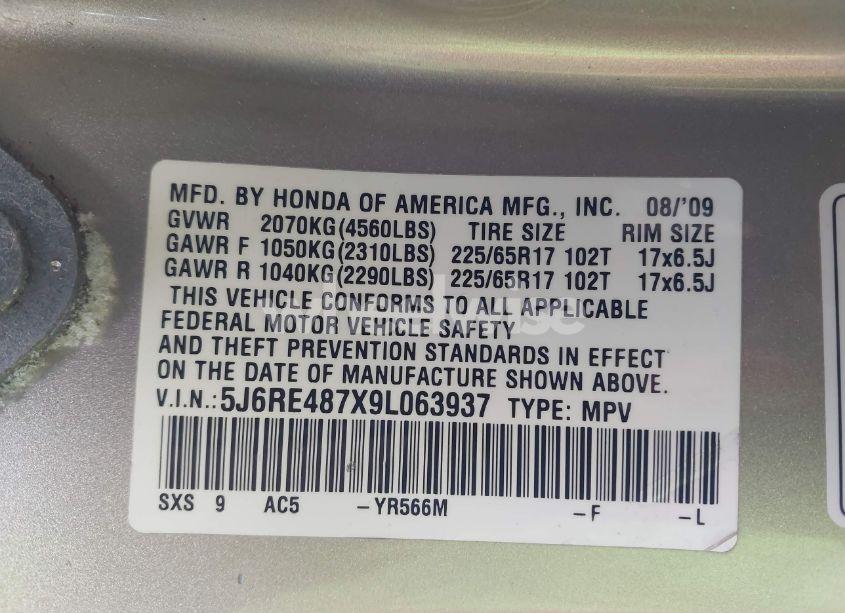 MFD. BY HONDA OF AMERICA MFG., INC. 08/'09
GVWR 2070KG(4560LBS) TIRE SIZE RIM SIZE
GAWR F 1050KG(2310LBS) 225/65R17 102T 17x6.5J
GAWR R 1040KG(2290LBS) 225/65R17 102T 17x6.5J
THIS VEHICLE CONFORMS TO ALL APPLICABLE
FEDERAL MOTOR VEHICLE SAFETY
AND THEFT PREVENTION STANDARDS IN EFFECT
ON THE DATE OF MANUFACTURE SHOWN ABOVE.
V.I.N.:5J6RE487X9L063937 TYPE: MPV
SXS 9 AC5 -YR566M -F -L